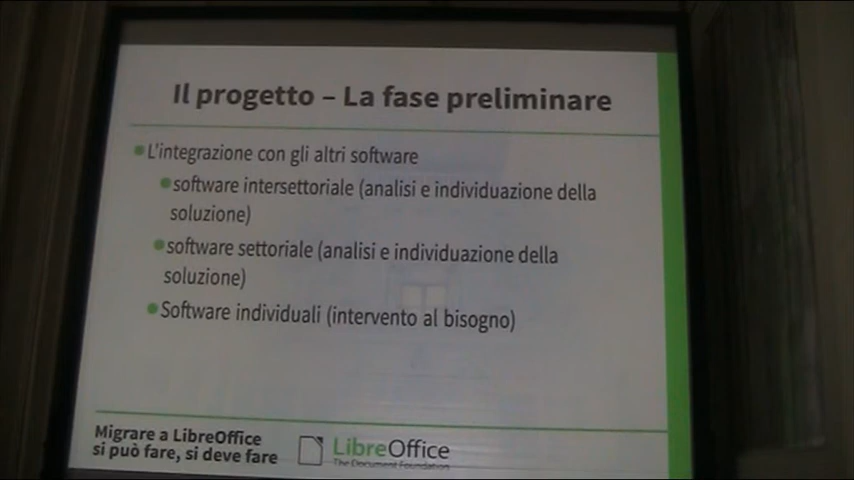 Il progetto – La fase preliminare
L'integrazione con gli altri software
software intersettoriale (analisi e individuazione della
soluzione)
software settoriale (analisi e individuazione della
soluzione)
Software individuali (intervento al bisogno)
Migrare a LibreOffice
si può fare, si deve fare
LibreOffice
The Document Foundation